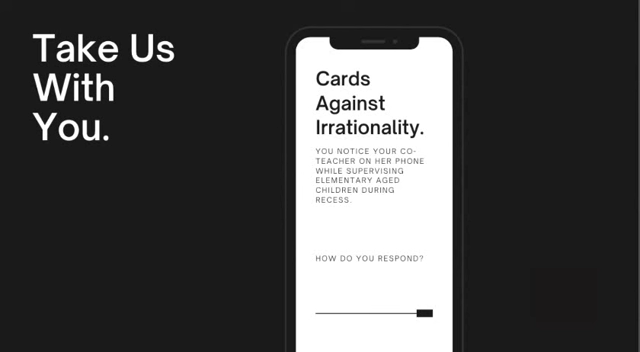 Take Us
With
You.
Cards
Against
Irrationality.
YOU NOTICE YOUR CO-
TEACHER ON HER PHONE
WHILE SUPERVISING
ELEMENTARY AGED
CHILDREN DURING
RECESS.
HOW DO YOU RESPOND?